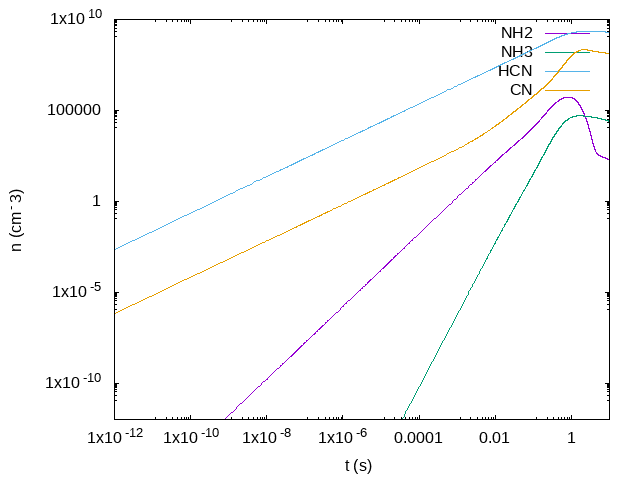 1x10^10
100000
1
1x10^-5
1x10^-10
n (cm^-3)
NH2
NH3
HCN
CN
1x10^-12 1x10^-10 1x10^-8 1x10^-6 0.0001 0.01 1
t (s)